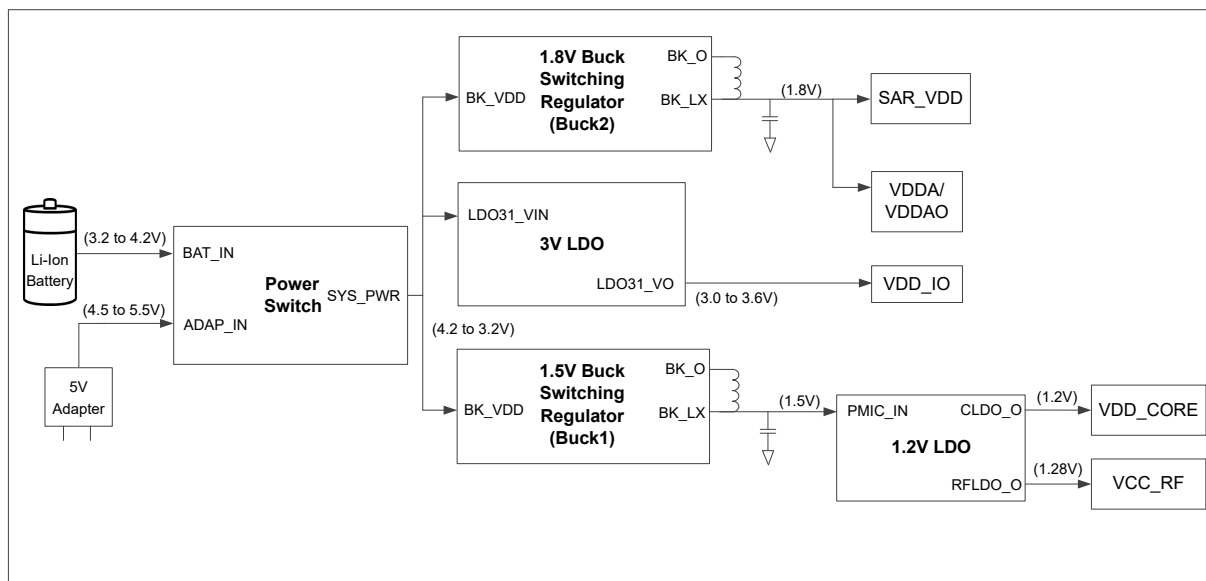 1.8V Buck
Switching
Regulator
(Buck2)
BK_O
BK_VDD
BK_LX
(1.8V)
SAR_VDD
VDDA/
VDDAO
LDO31_VIN
3V LDO
LDO31_VO
(3.0 to 3.6V)
VDD_IO
Li-Ion
Battery
(3.2 to 4.2V)
BAT_IN
Power
Switch
SYS_PWR
(4.5 to 5.5V)
ADAP_IN
5V
Adapter
(4.2 to 3.2V)
1.5V Buck
Switching
Regulator
(Buck1)
BK_O
BK_VDD
BK_LX
(1.5V)
PMIC_IN
CLDO_O
1.2V LDO
RFLDO_O
(1.2V)
VDD_CORE
(1.28V)
VCC_RF